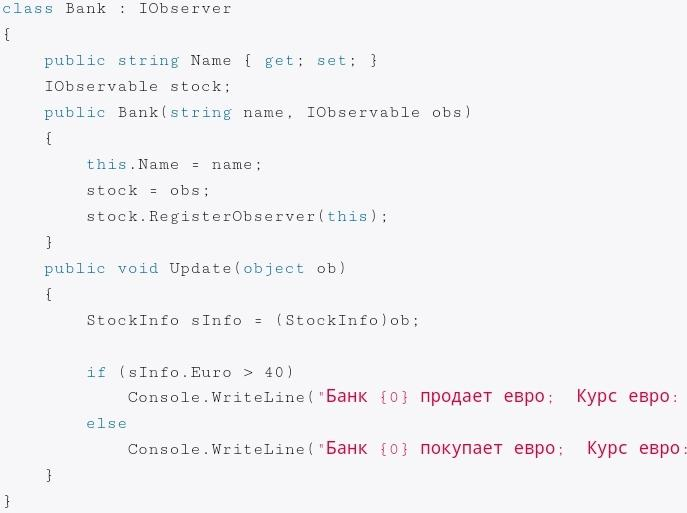 class Bank : IObserver
{
    public string Name { get; set; }
    IObservable stock;
    public Bank(string name, IObservable obs)
    {
        this.Name = name;
        stock = obs;
        stock.RegisterObserver(this);
    }
    public void Update(object ob)
    {
        StockInfo sInfo = (StockInfo)ob;

        if (sInfo.Euro > 40)
            Console.WriteLine("Банк {0} продает евро;  Курс евро:
        else
            Console.WriteLine("Банк {0} покупает евро;  Курс евро:
    }
}